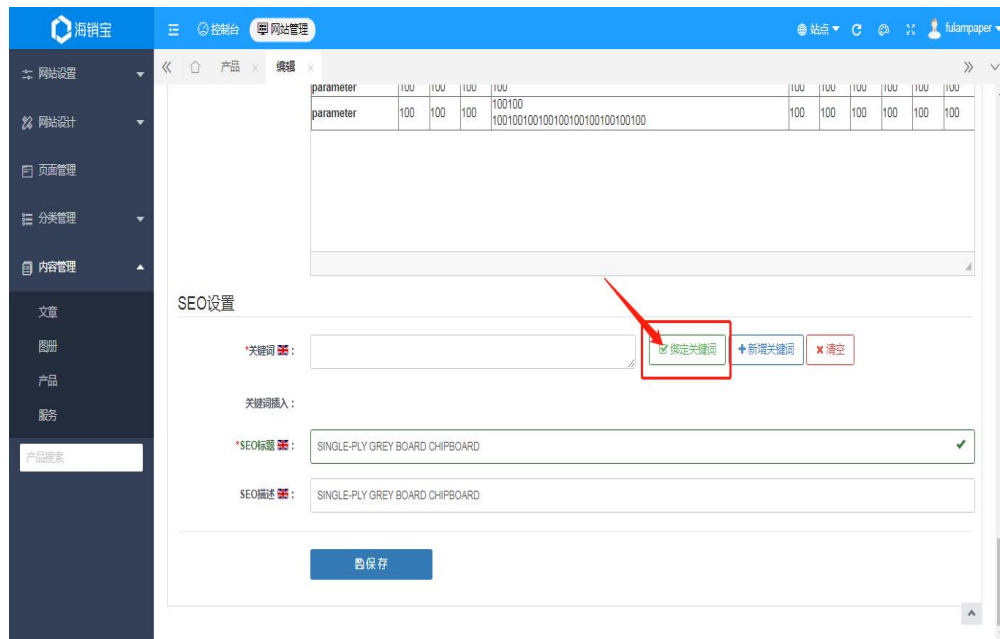 海销宝
控制台 网站管理 站点 fulampaper
网站设置
网站设计
页面管理
分类管理
内容管理
文章
图册
产品
服务
产品搜索
产品 × 编辑 ×
parameter 100 100 100 100 100 100 100 100 100 100
parameter 100 100 100 100100 100 100 100 100 100 100
100100100100100100100100100100
SEO设置
*关键词 : 绑定关键词 新增关键词 清空
关键词插入 :
*SEO标题 : SINGLE-PLY GREY BOARD CHIPBOARD
SEO描述 : SINGLE-PLY GREY BOARD CHIPBOARD
保存